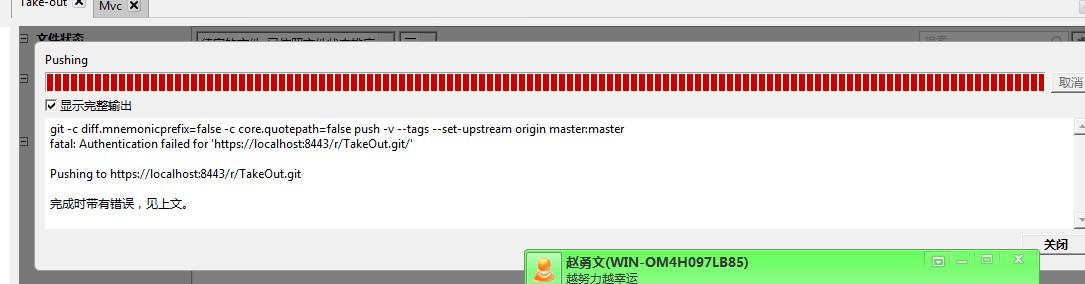 Take-out
Mvc
文件状态
Pushing
取消
显示完整输出
git -c diff.mnemonicprefix=false -c core.quotepath=false push -v --tags --set-upstream origin master:master
fatal: Authentication failed for 'https://localhost:8443/r/TakeOut.git/'
Pushing to https://localhost:8443/r/TakeOut.git
完成时带有错误，见上文。
关闭
赵勇文(WIN-OM4H097LB85)
越努力越幸运